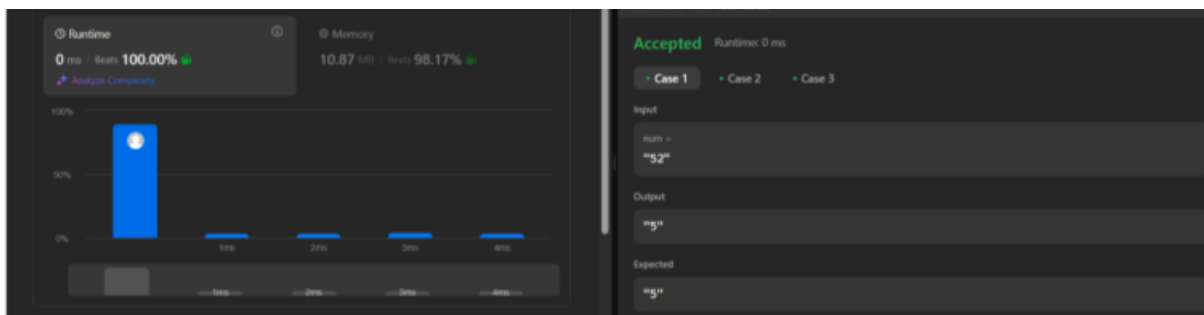 Runtime
Memory
0 ms | Beats 100.00%
10.87 MB | Beats 98.17%
Analyze Complexity
100%
50%
0%
1ms
2ms
3ms
4ms
1ms
2ms
3ms
4ms
Accepted Runtime: 0 ms
• Case 1 • Case 2 • Case 3
Input
num =
"52"
Output
"5"
Expected
"5"